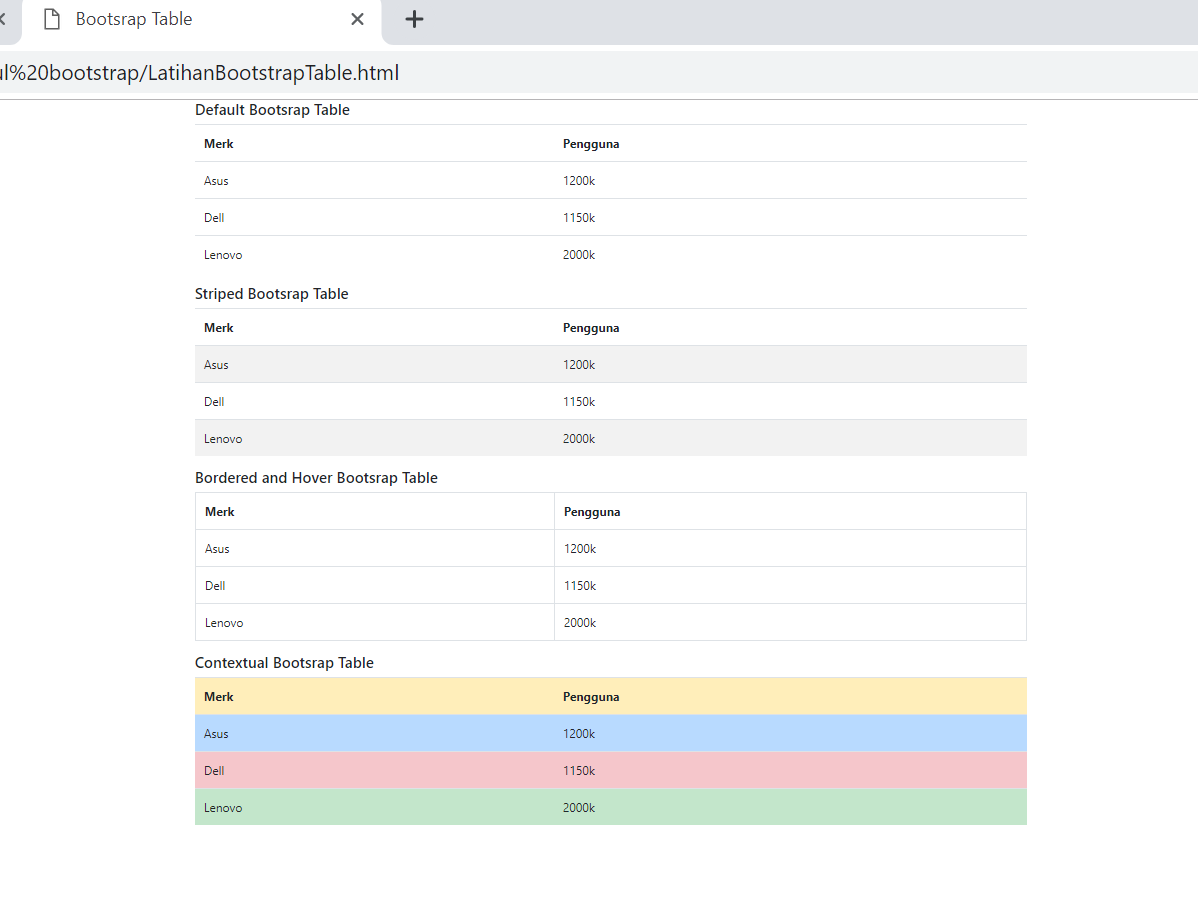 Bootsrap Table
ul%20bootstrap/LatihanBootstrapTable.html
Default Bootsrap Table
Merk Pengguna
Asus 1200k
Dell 1150k
Lenovo 2000k
Striped Bootsrap Table
Merk Pengguna
Asus 1200k
Dell 1150k
Lenovo 2000k
Bordered and Hover Bootsrap Table
Merk Pengguna
Asus 1200k
Dell 1150k
Lenovo 2000k
Contextual Bootsrap Table
Merk Pengguna
Asus 1200k
Dell 1150k
Lenovo 2000k